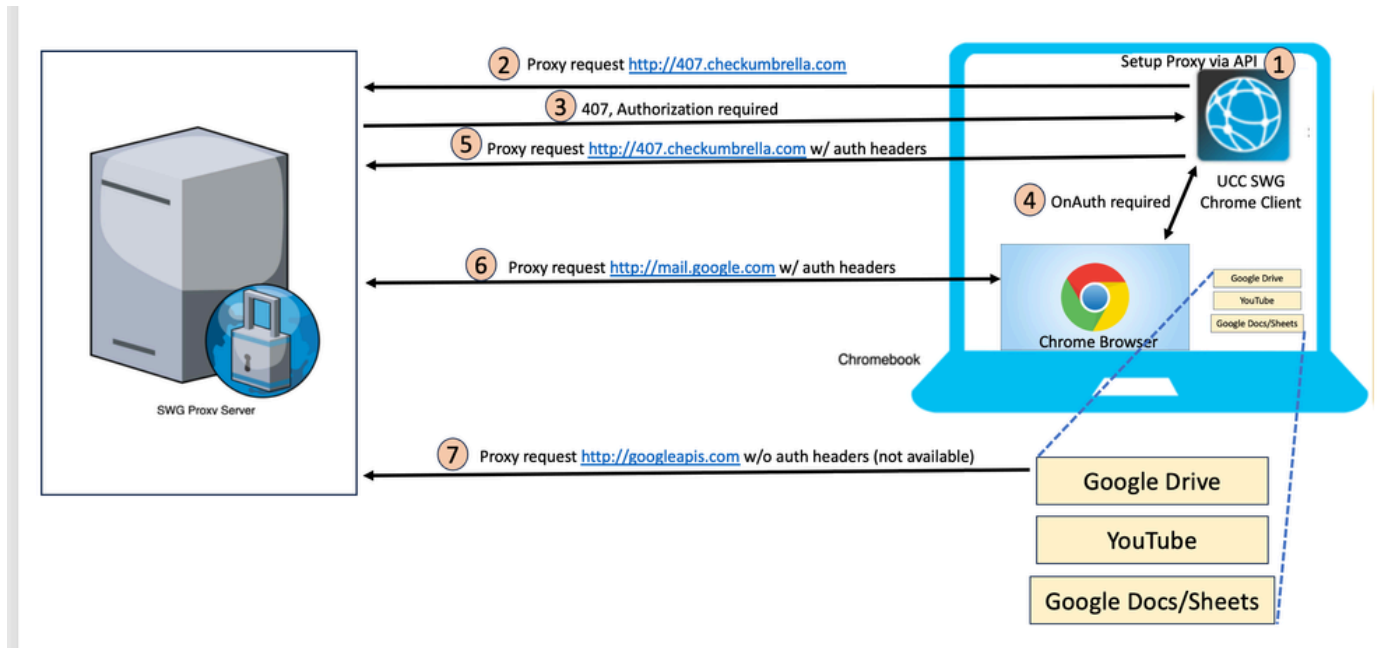 Setup Proxy via API 1
2 Proxy request http://407.checkumbrella.com
3 407, Authorization required
5 Proxy request http://407.checkumbrella.com w/ auth headers
UCC SWG
Chrome Client
4 OnAuth required
6 Proxy request http://mail.google.com w/ auth headers
Google Drive
YouTube
Google Docs/Sheets
Chrome Browser
Chromebook
SWG Proxy Server
7 Proxy request http://googleapis.com w/o auth headers (not available)
Google Drive
YouTube
Google Docs/Sheets